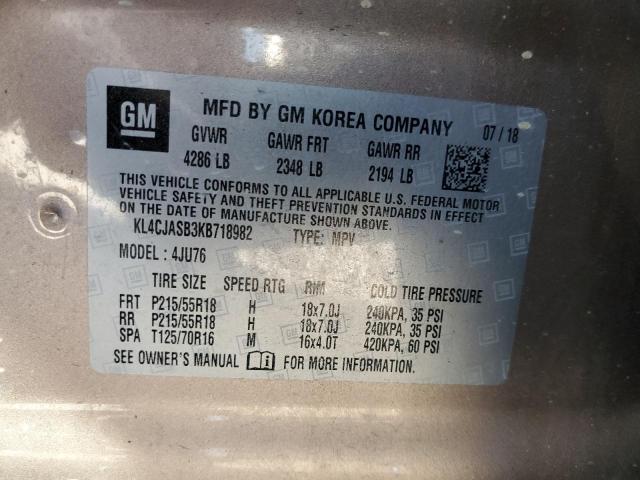 GM
MFD BY GM KOREA COMPANY 07 / 18
GVWR GAWR FRT GAWR RR
4286 LB 2348 LB 2194 LB
THIS VEHICLE CONFORMS TO ALL APPLICABLE U.S. FEDERAL MOTOR
VEHICLE SAFETY AND THEFT PREVENTION STANDARDS IN EFFECT
ON THE DATE OF MANUFACTURE SHOWN ABOVE.
KL4CJASB3KB718982 TYPE: MPV
MODEL: 4JU76
TIRE SIZE SPEED RTG RIM COLD TIRE PRESSURE
FRT P215/55R18 H 18x7.0J 240KPA, 35 PSI
RR P215/55R18 H 18x7.0J 240KPA, 35 PSI
SPA T125/70R16 M 16x4.0T 420KPA, 60 PSI
SEE OWNER'S MANUAL FOR MORE INFORMATION.